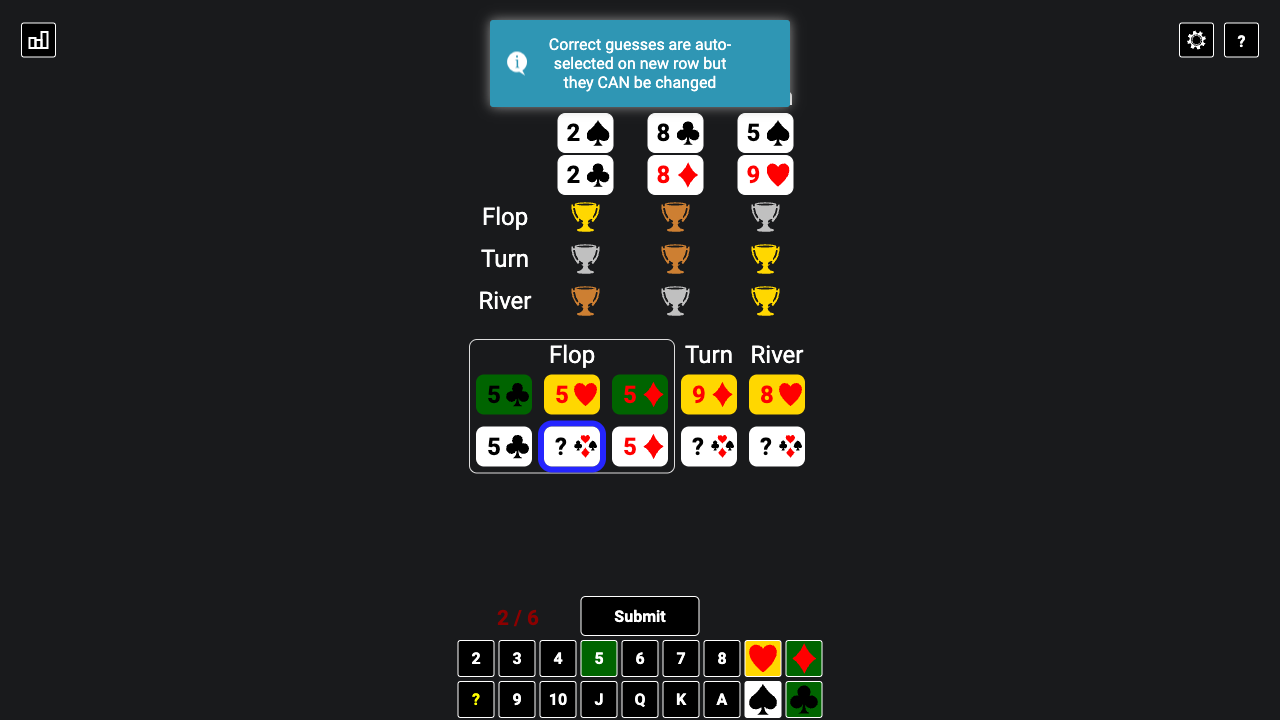 Correct guesses are auto-
selected on new row but
they CAN be changed
?
2 8 5
2 8 9
Flop
Turn
River
Flop Turn River
5 5 5 9 8
5 ? 5 ? ?
2 / 6 Submit
2 3 4 5 6 7 8
? 9 10 J Q K A